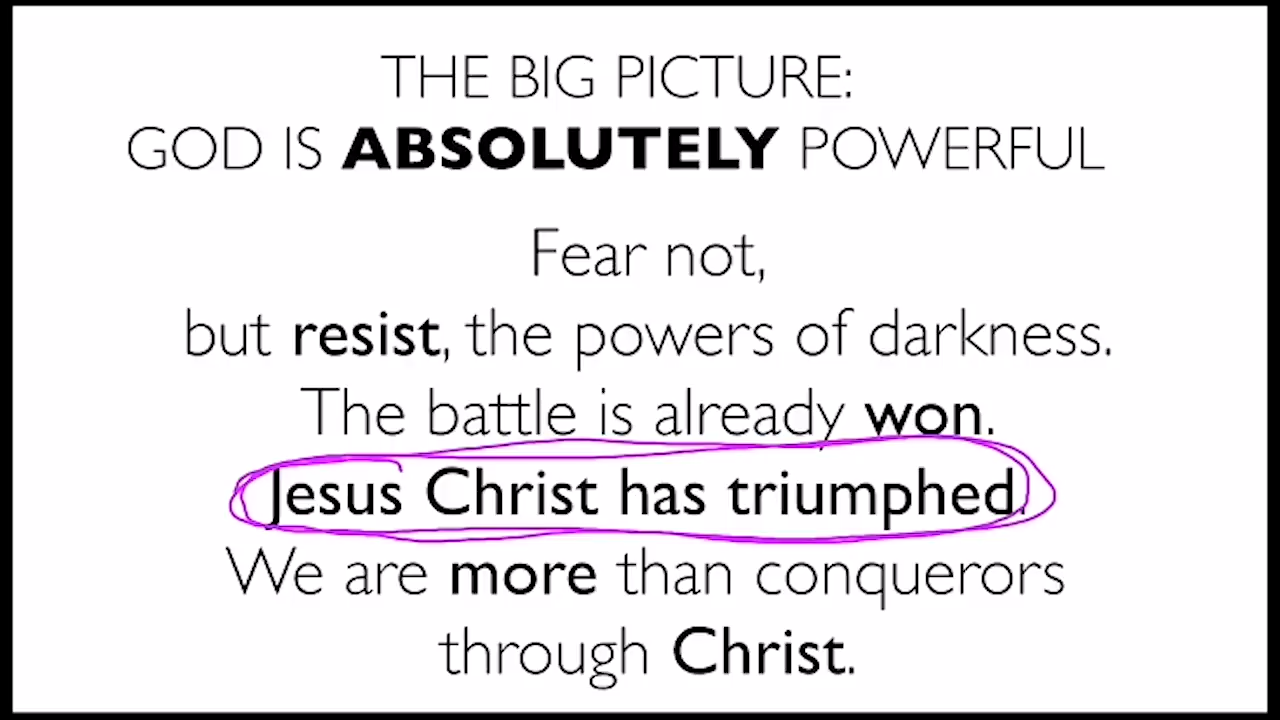 THE BIG PICTURE:
GOD IS ABSOLUTELY POWERFUL
Fear not,
but resist, the powers of darkness.
The battle is already won.
Jesus Christ has triumphed.
We are more than conquerors
through Christ.